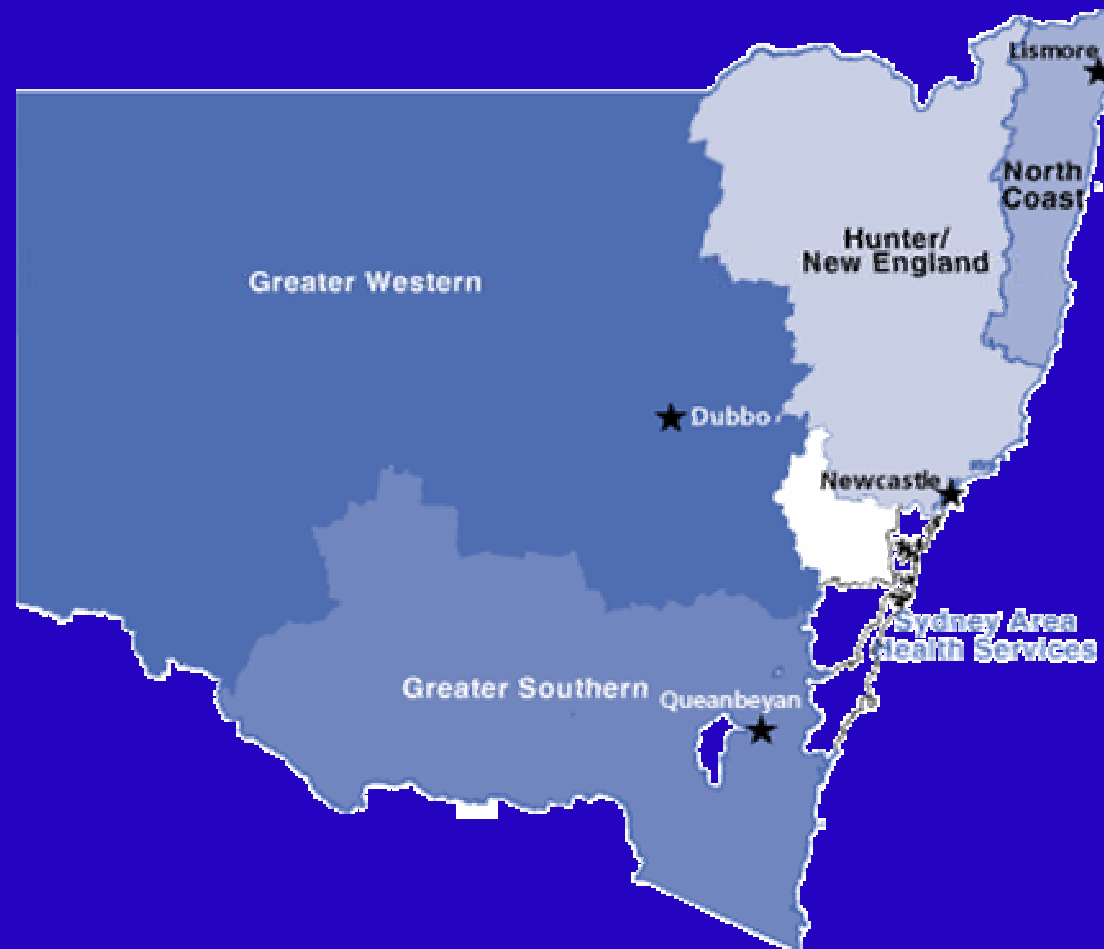 Lismore
North
Coast
Hunter/
New England
Greater Western
Dubbo
Newcastle
Sydney Area
Health Services
Greater Southern
Queanbeyan